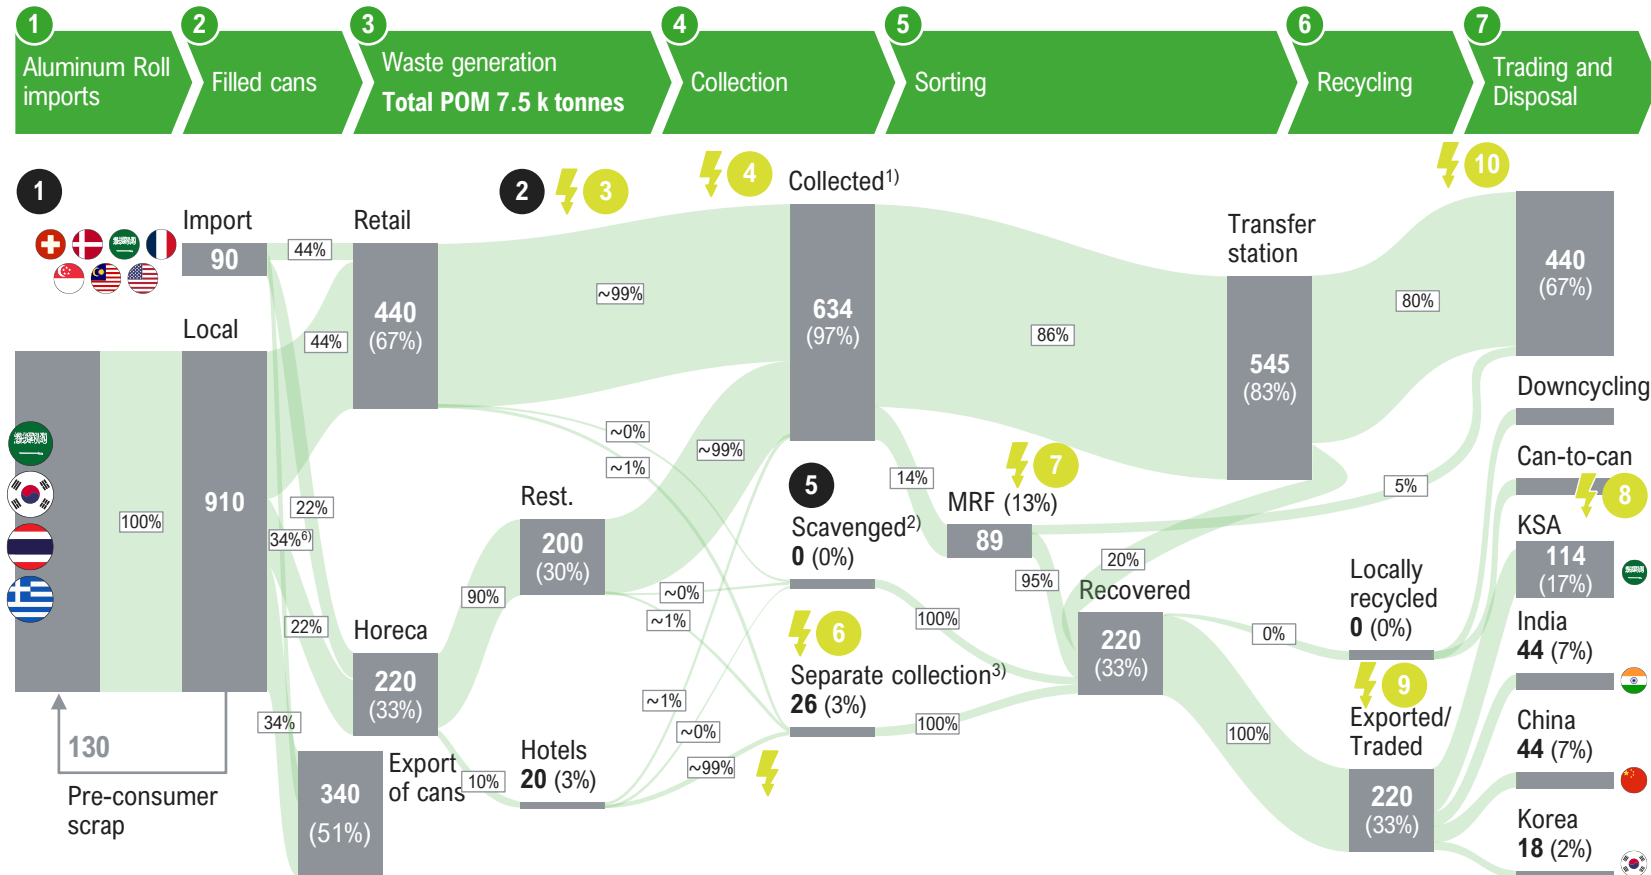 1
2
3
4
5
6
7
Aluminum Roll
imports
Filled cans
Waste generation
Total POM 7.5 k tonnes
Collection
Sorting
Recycling
Trading and
Disposal
1
2
3
4
10
Import
90
44%
Retail
440
(67%)
Local
910
44%
100%
22%
34%6)
22%
34%
130
Pre-consumer
scrap
Horeca
220
(33%)
Export
of cans
340
(51%)
90%
10%
Rest.
200
(30%)
Hotels
20 (3%)
~99%
~0%
~1%
~99%
~0%
~1%
~1%
~0%
~99%
Collected1)
634
(97%)
5
Scavenged2)
0 (0%)
6
Separate collection3)
26 (3%)
86%
14%
7
MRF (13%)
89
95%
100%
100%
Transfer
station
545
(83%)
20%
Recovered
220
(33%)
80%
5%
0%
100%
Locally
recycled
0 (0%)
9
Exported/
Traded
220
(33%)
440
(67%)
Downcycling
Can-to-can
8
KSA
114
(17%)
India
44 (7%)
China
44 (7%)
Korea
18 (2%)